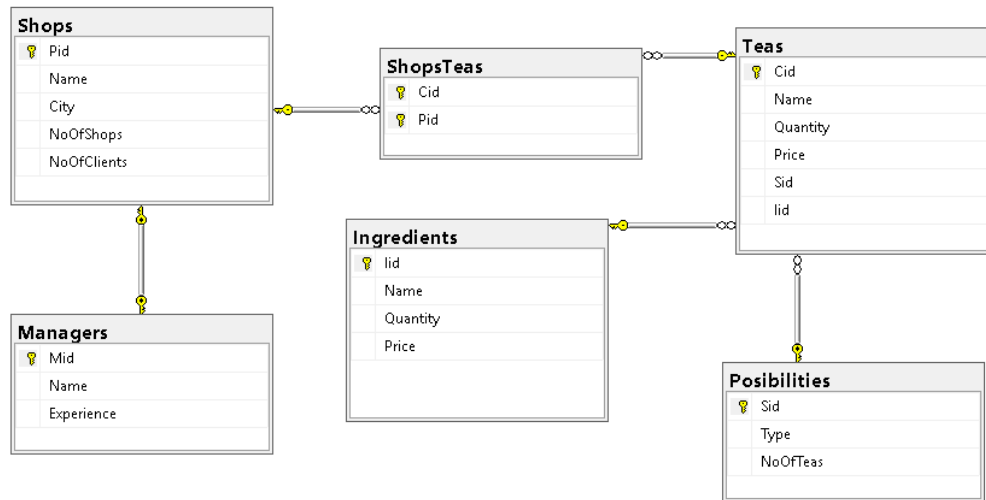 Shops
Pid
Name
City
NoOfShops
NoOfClients
ShopsTeas
Cid
Pid
Teas
Cid
Name
Quantity
Price
Sid
Iid
Ingredients
Iid
Name
Quantity
Price
Managers
Mid
Name
Experience
Posibilities
Sid
Type
NoOfTeas